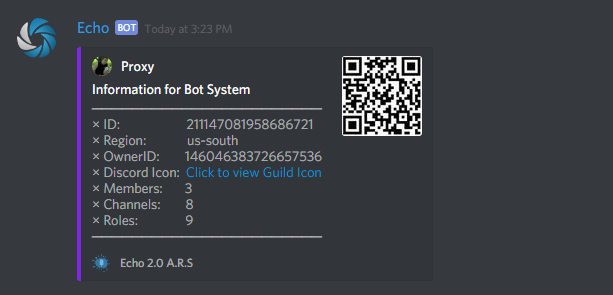 Echo BOT Today at 3:23 PM
Proxy
Information for Bot System
× ID: 211147081958686721
× Region: us-south
× OwnerID: 146046383726657536
× Discord Icon: Click to view Guild Icon
× Members: 3
× Channels: 8
× Roles: 9
Echo 2.0 A.R.S